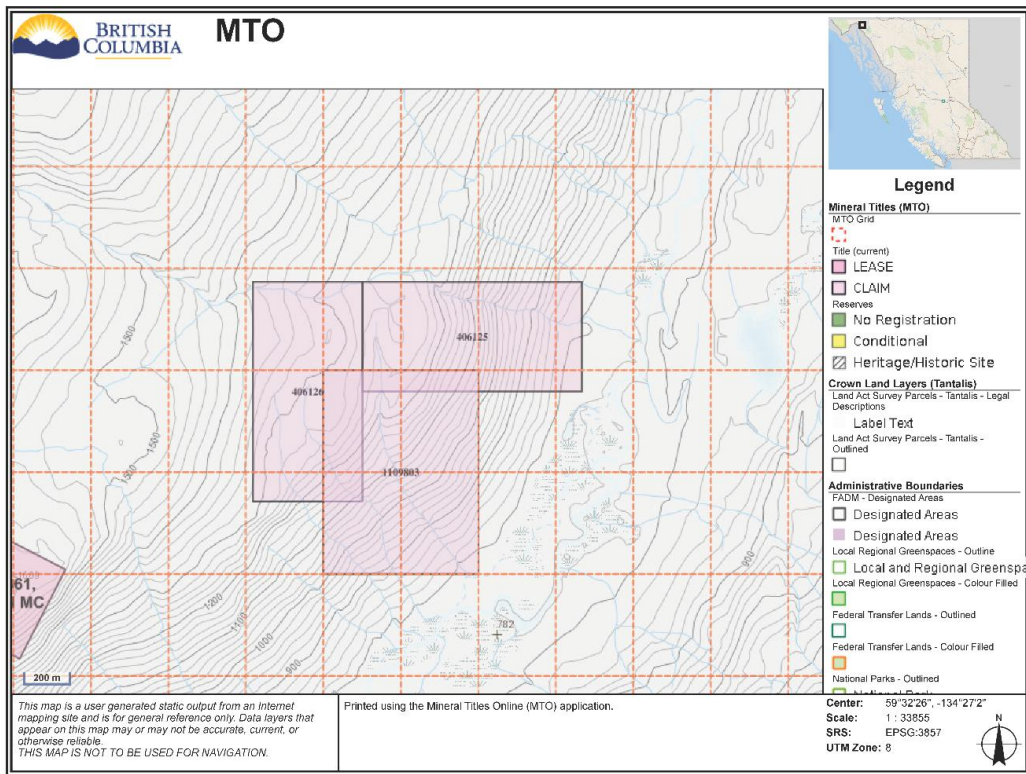 BRITISH
COLUMBIA
MTO
1500
1500
1500
406125
406126
1109803
61,
MC
1200
1100
1000
900
900
782
200 m
Legend
Mineral Titles (MTO)
MTO Grid
Title (current)
LEASE
CLAIM
Reserves
No Registration
Conditional
Heritage/Historic Site
Crown Land Layers (Tantalis)
Land Act Survey Parcels - Tantalis - Legal
Descriptions
Label Text
Land Act Survey Parcels - Tantalis -
Outlined
Administrative Boundaries
FADM - Designated Areas
Designated Areas
Designated Areas
Local Regional Greenspaces - Outline
Local and Regional Greenspa
Local Regional Greenspaces - Colour Filled
Federal Transfer Lands - Outlined
Federal Transfer Lands - Colour Filled
National Parks - Outlined
This map is a user generated static output from an Internet
mapping site and is for general reference only. Data layers that
appear on this map may or may not be accurate, current, or
otherwise reliable.
THIS MAP IS NOT TO BE USED FOR NAVIGATION.
Printed using the Mineral Titles Online (MTO) application.
Center: 59°32'26", -134°27'2"
Scale: 1 : 33855
SRS: EPSG:3857
UTM Zone: 8
N